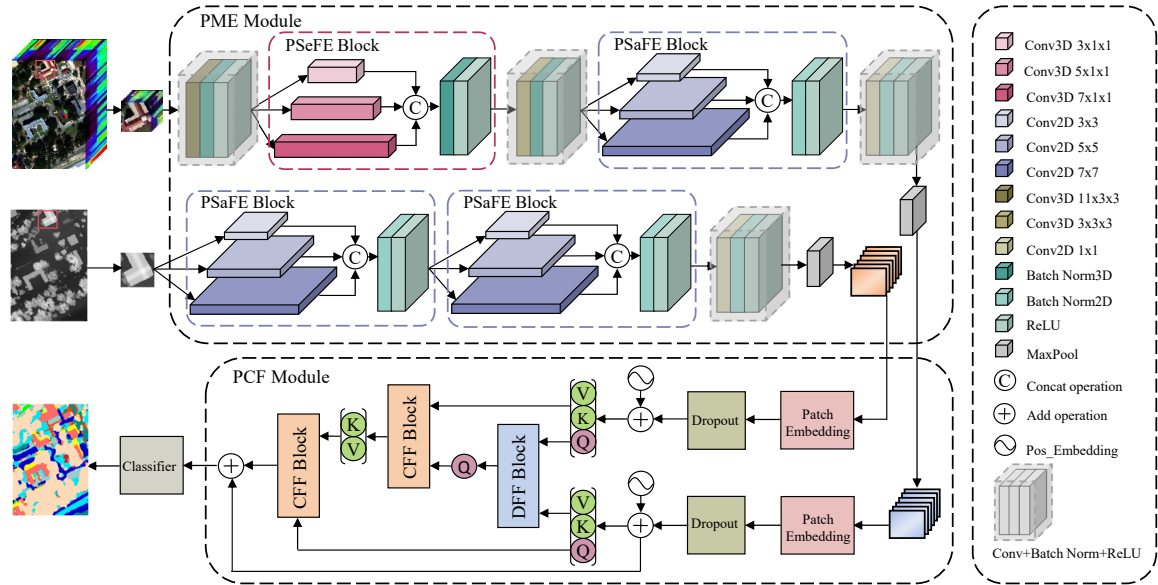 PME Module
PSeFE Block
PSaFE Block
C
C
PSaFE Block
PSaFE Block
C
C
PCF Module
Classifier
CFF Block
K
V
CFF Block
Q
DFF Block
V
K
Q
Dropout
Patch
Embedding
V
K
Q
Dropout
Patch
Embedding
Conv3D 3x1x1
Conv3D 5x1x1
Conv3D 7x1x1
Conv2D 3x3
Conv2D 5x5
Conv2D 7x7
Conv3D 11x3x3
Conv3D 3x3x3
Conv2D 1x1
Batch Norm3D
Batch Norm2D
ReLU
MaxPool
C Concat operation
Add operation
Pos_Embedding
Conv+Batch Norm+ReLU